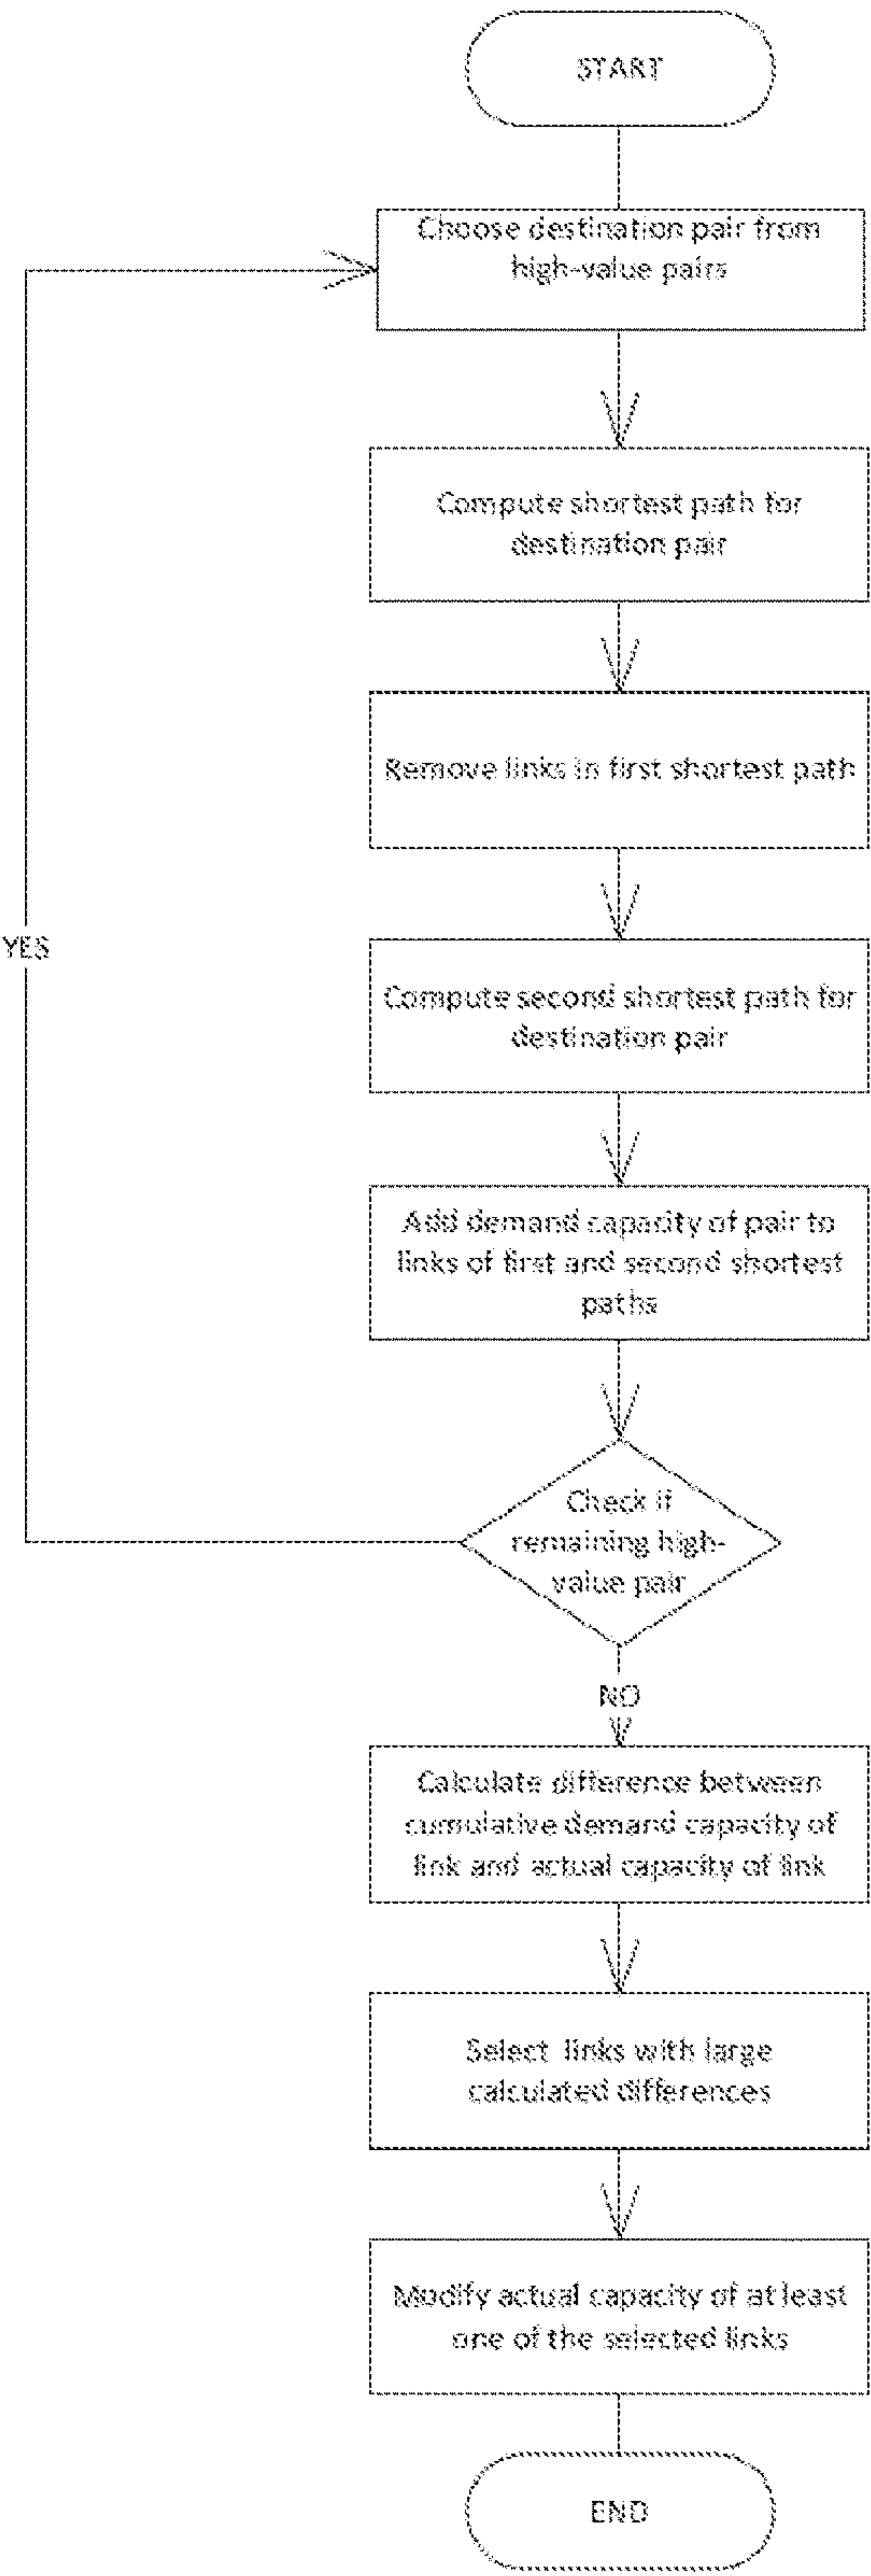 START
Choose destination pair from
high-value pairs
Compute shortest path for
destination pair
Remove links in first shortest path
YES
Compute second shortest path for
destination pair
Add demand capacity of pair to
links of first and second shortest
paths
Check if
remaining high-
value pair
NO
Calculate difference between
cumulative demand capacity of
link and actual capacity of link
Select links with large
calculated differences
Modify actual capacity of at least
one of the selected links
END